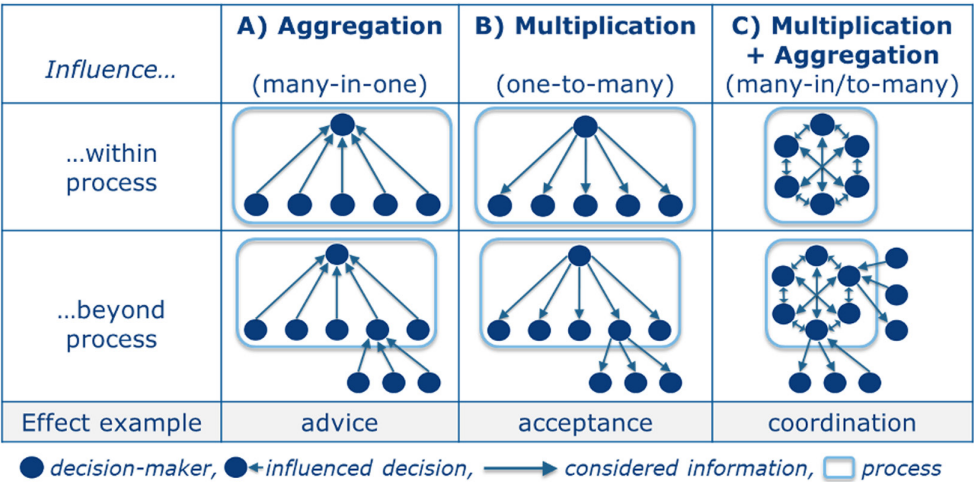 Influence…
A) Aggregation
(many-in-one)
B) Multiplication
(one-to-many)
C) Multiplication
+ Aggregation
(many-in/to-many)
…within
process
…beyond
process
Effect example
advice
acceptance
coordination
decision-maker, influenced decision, considered information, process